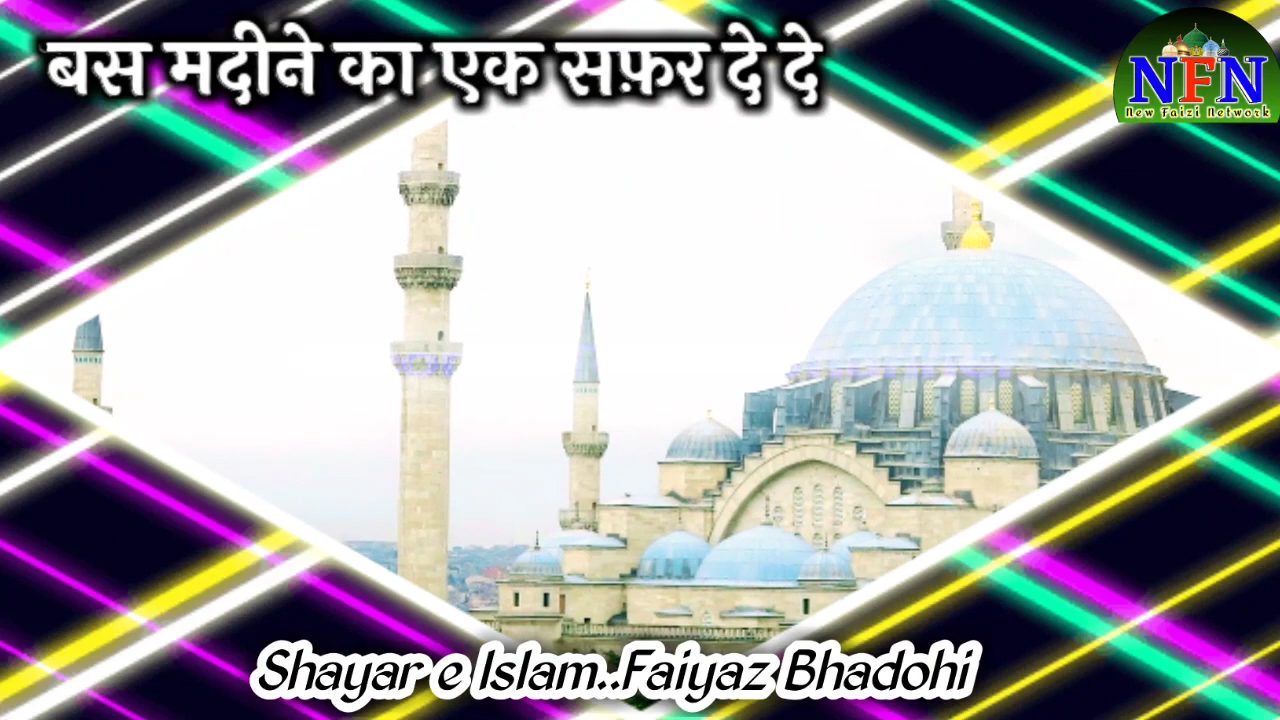 बस मदीने का एक सफ़र दे दे
NFN
New Faizi Network
Shayar e Islam..Faiyaz Bhadohi